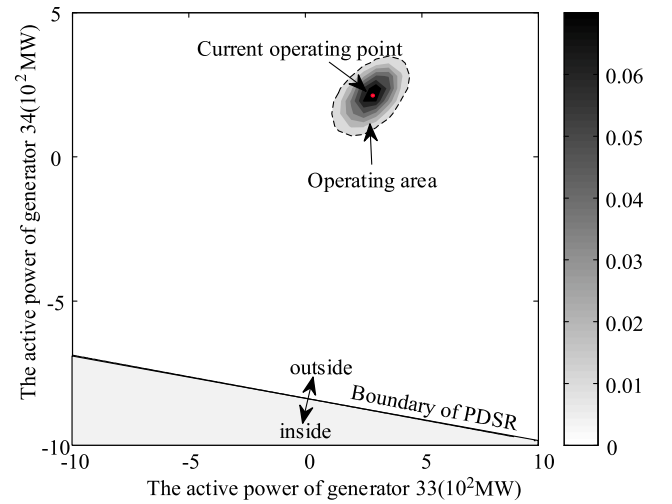 5
Current operating point
0.06
0.05
0
Operating area
0.04
0.03
-5
0.02
outside
Boundary of PDSR
0.01
inside
-10
0
-10
-5
0
5
10
The active power of generator 33(10²MW)
The active power of generator 34(10² MW)